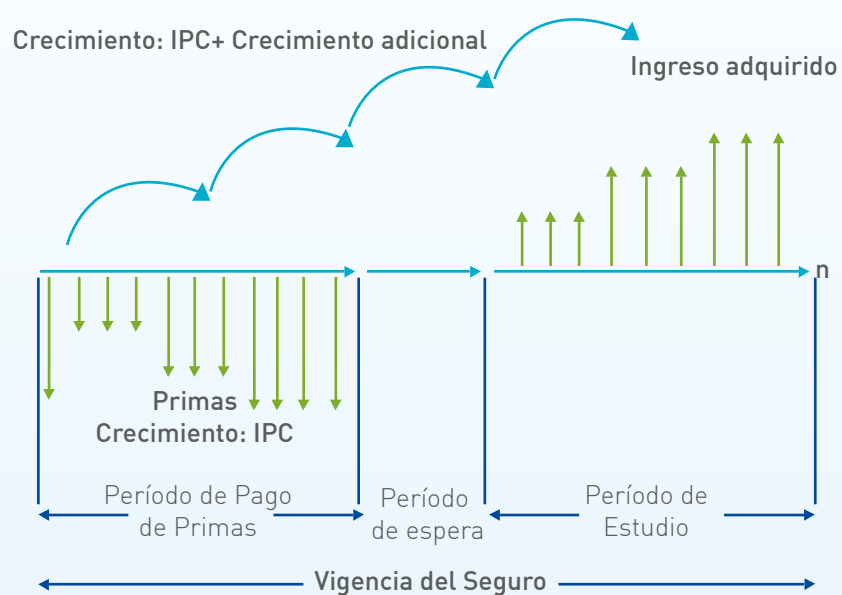 Crecimiento: IPC+ Crecimiento adicional
Ingreso adquirido
n
Primas
Crecimiento: IPC
Período de Pago
de Primas
Período
de espera
Período de
Estudio
Vigencia del Seguro